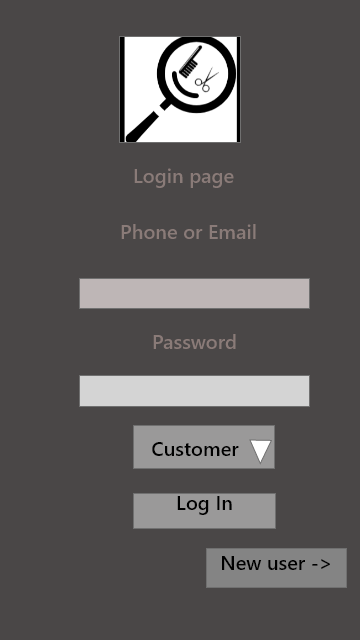 Login page
Phone or Email
Password
Customer
Log In
New user ->